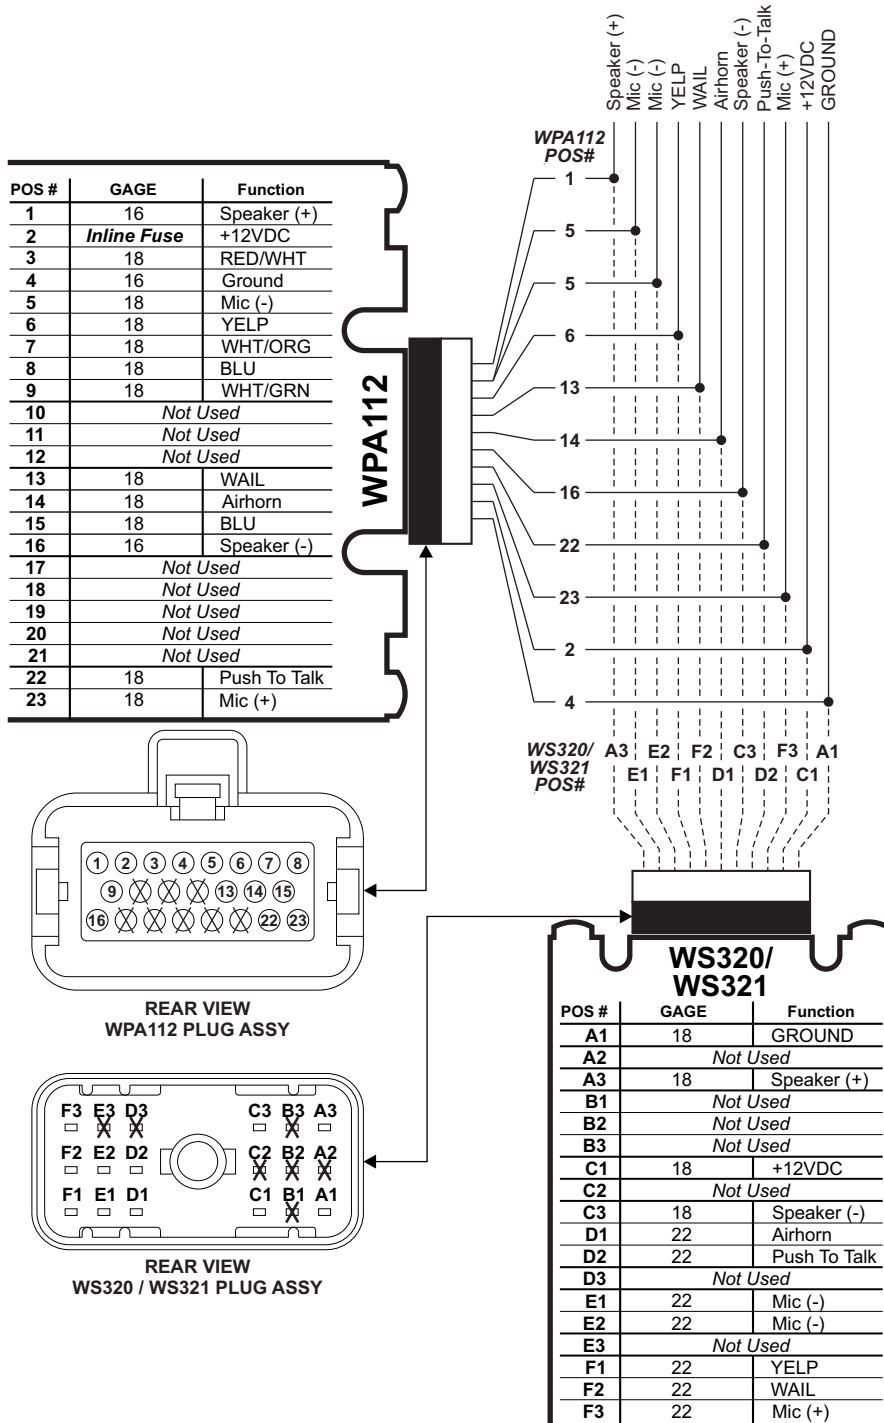 Speaker (+)
Mic (-)
Mic (-)
YELP
WAIL
Airhorn
Speaker (-)
Push-To-Talk
Mic (+)
+12VDC
GROUND
WPA112
POS#
1
5
5
6
13
14
16
22
23
2
4
POS # GAGE Function
1 16 Speaker (+)
2 Inline Fuse +12VDC
3 18 RED/WHT
4 16 Ground
5 18 Mic (-)
6 18 YELP
7 18 WHT/ORG
8 18 BLU
9 18 WHT/GRN
10 Not Used
11 Not Used
12 Not Used
13 18 WAIL
14 18 Airhorn
15 18 BLU
16 16 Speaker (-)
17 Not Used
18 Not Used
19 Not Used
20 Not Used
21 Not Used
22 18 Push To Talk
23 18 Mic (+)
WPA112
WS320/
WS321
POS#
A3 E2 F2 C3 F3 A1
E1 F1 D1 D2 C1
1 2 3 4 5 6 7 8
9 13 14 15
16 22 23
REAR VIEW
WPA112 PLUG ASSY
F3 E3 D3 C3 B3 A3
F2 E2 D2 C2 B2 A2
F1 E1 D1 C1 B1 A1
REAR VIEW
WS320 / WS321 PLUG ASSY
WS320/
WS321
POS # GAGE Function
A1 18 GROUND
A2 Not Used
A3 18 Speaker (+)
B1 Not Used
B2 Not Used
B3 Not Used
C1 18 +12VDC
C2 Not Used
C3 18 Speaker (-)
D1 22 Airhorn
D2 22 Push To Talk
D3 Not Used
E1 22 Mic (-)
E2 22 Mic (-)
E3 Not Used
F1 22 YELP
F2 22 WAIL
F3 22 Mic (+)